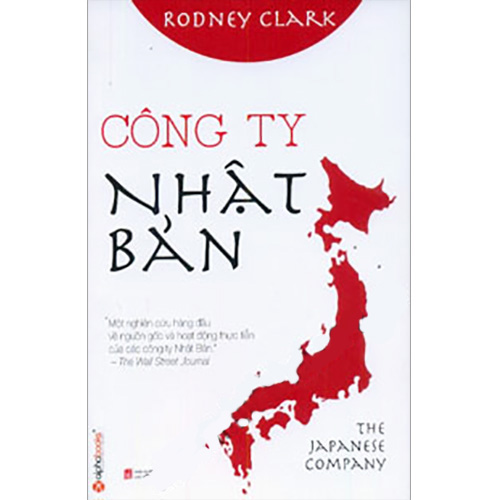 RODNEY CLARK
CÔNG TY
NHẬT
BẢN
"Một nghiên cứu hàng đầu
về nguồn gốc và hoạt động thực tiễn
của các công ty Nhật Bản."
– The Wall Street Journal
THE
JAPANESE
COMPANY
alphabooks